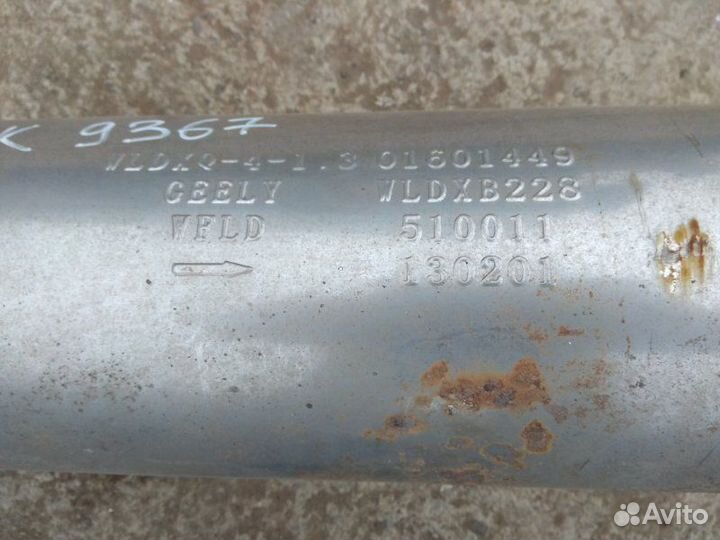 K 9367
WLDXQ-4-1.3 01601449
GEELY WLDXB228
WFLD 510011
130201
Avito